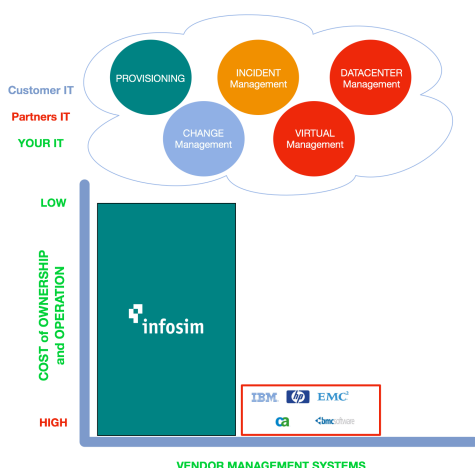 PROVISIONING
INCIDENT
Management
DATACENTER
Management
Customer IT
Partners IT
YOUR IT
CHANGE
Management
VIRTUAL
Management
LOW
COST of OWNERSHIP
and OPERATION
infosim
IBM hp EMC²
ca bmcsoftware
HIGH
VENDOR MANAGEMENT SYSTEMS